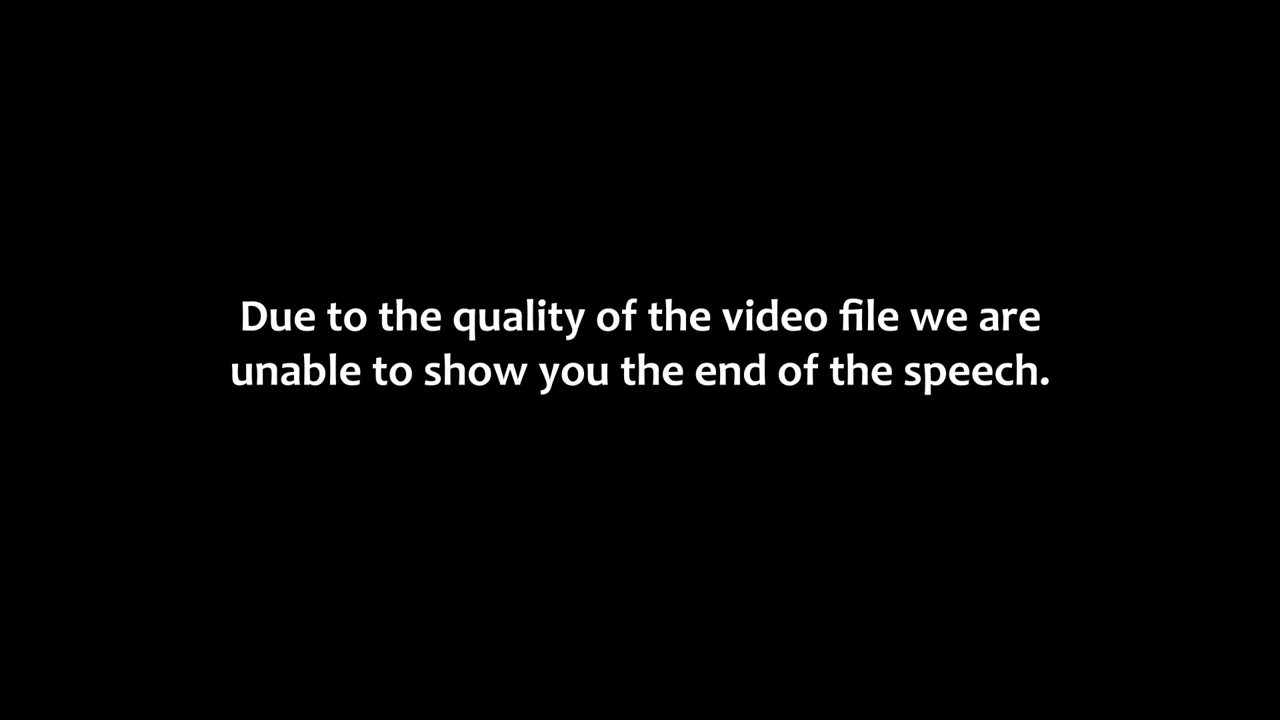 Due to the quality of the video file we are
unable to show you the end of the speech.